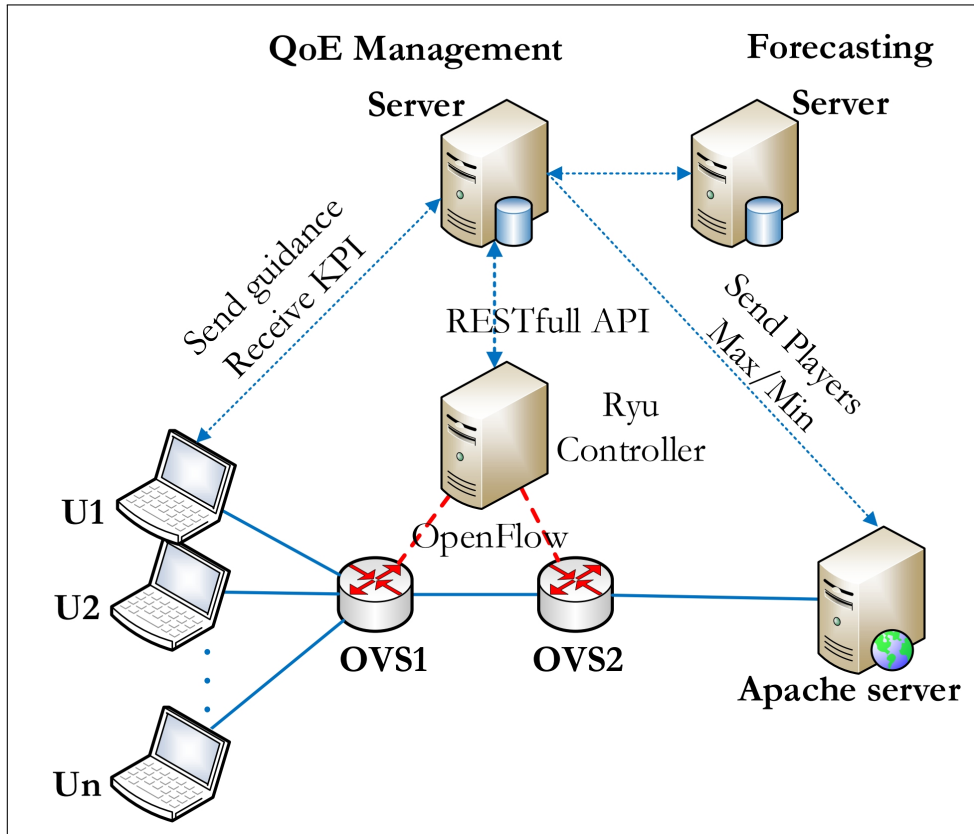 QoE Management
Server
Forecasting
Server
Send guidance
Receive KPI
RESTfull API
Send Players
Max/Min
Ryu
Controller
OpenFlow
U1
U2
Un
OVS1
OVS2
Apache server